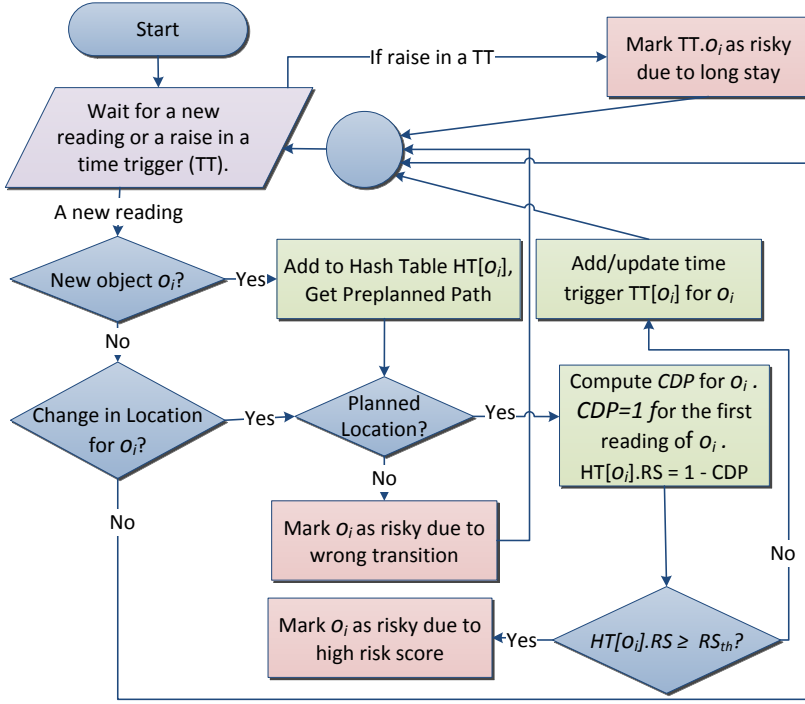 Start
If raise in a TT
Mark TT.oᵢ as risky
due to long stay
Wait for a new
reading or a raise in a
time trigger (TT).
A new reading
New object oᵢ?
Yes
Add to Hash Table HT[oᵢ],
Get Preplanned Path
Add/update time
trigger TT[oᵢ] for oᵢ
No
Change in Location
for oᵢ?
Yes
Planned
Location?
Yes
Compute CDP for oᵢ .
CDP=1 for the first
reading of oᵢ .
HT[oᵢ].RS = 1 - CDP
No
No
Mark oᵢ as risky due to
wrong transition
No
Mark oᵢ as risky due to
high risk score
Yes
HT[oᵢ].RS ≥ RSth?